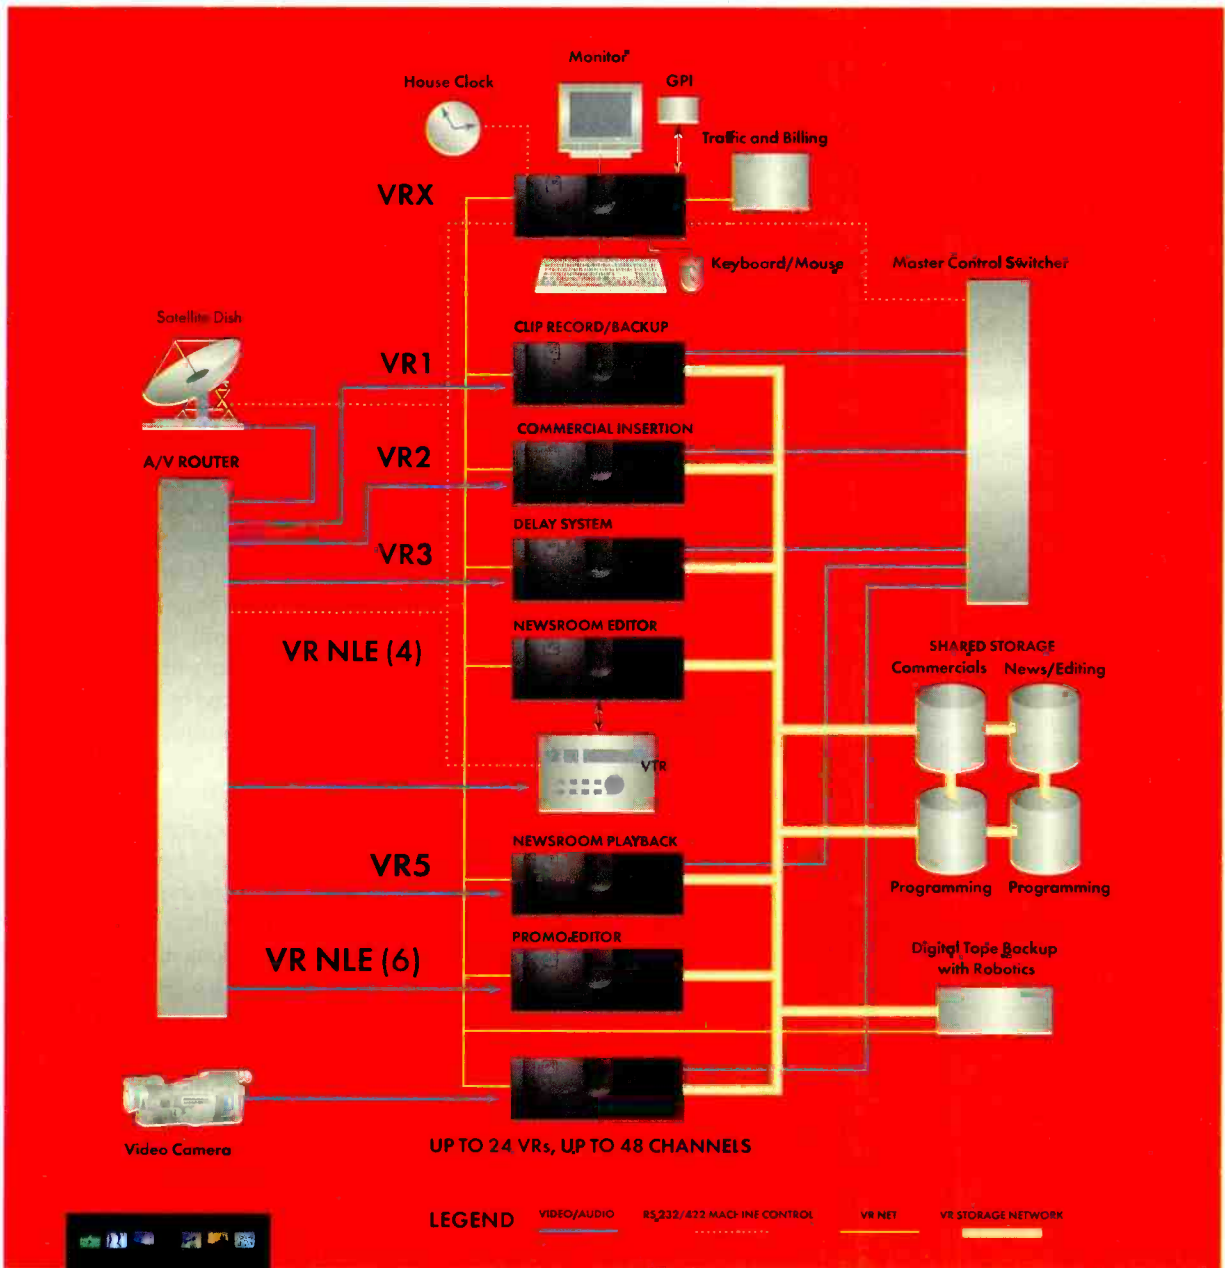 Monitor
House Clock
GPI
Traffic and Billing
VRX
Keyboard/Mouse
Master Control Switcher
Satellite Dish
CLIP RECORD/BACKUP
VR1
COMMERCIAL INSERTION
A/V ROUTER
VR2
DELAY SYSTEM
VR3
NEWSROOM EDITOR
VR NLE (4)
SHARED STORAGE
Commercials
News/Editing
VTR
NEWSROOM PLAYBACK
VR5
Programming
Programming
PROMO EDITOR
VR NLE (6)
Digital Tape Backup
with Robotics
Video Camera
UP TO 24 VRs, UP TO 48 CHANNELS
LEGEND
VIDEO/AUDIO
RS 232/422 MACHINE CONTROL
VR NET
VR STORAGE NETWORK